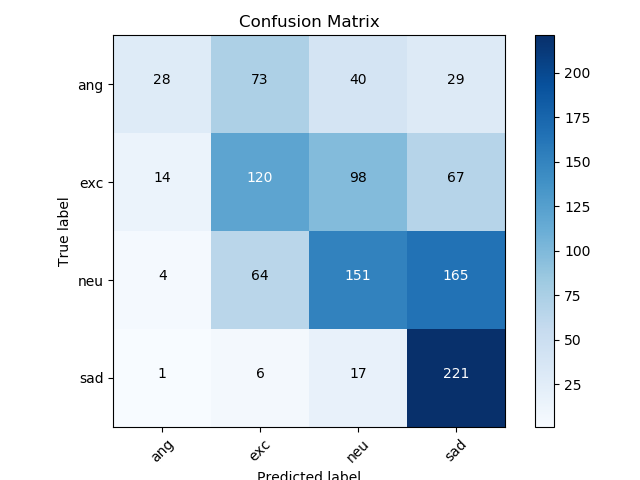 Confusion Matrix
ang 28 73 40 29
exc 14 120 98 67
neu 4 64 151 165
sad 1 6 17 221
ang exc neu sad
True label
Predicted label
200
175
150
125
100
75
50
25